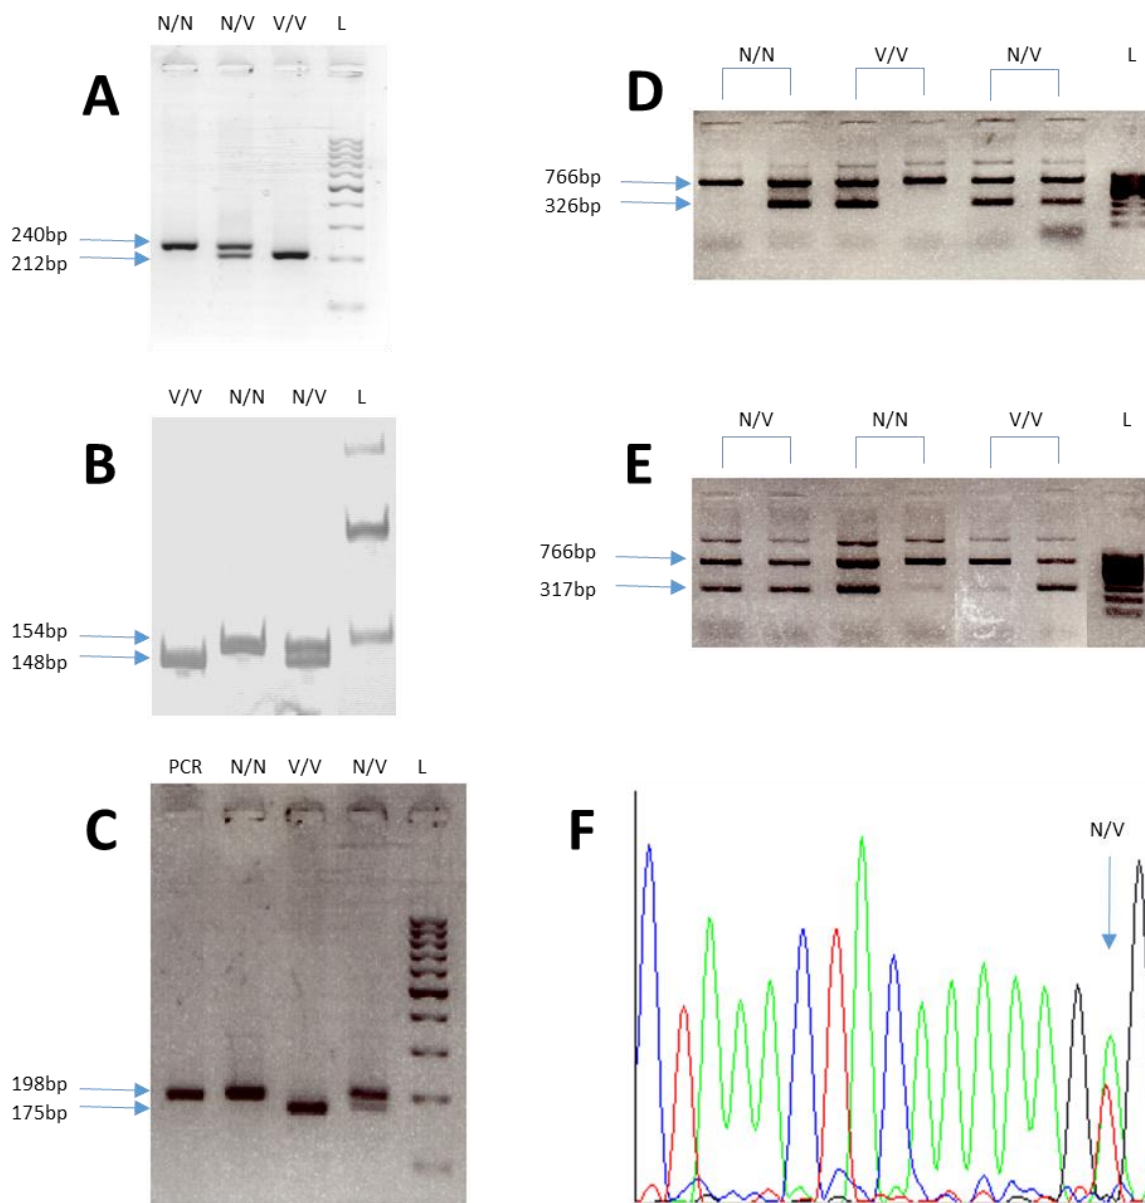 N/N N/V V/V L
A
240bp
212bp
V/V N/N N/V L
B
154bp
148bp
PCR N/N V/V N/V L
C
198bp
175bp
N/N V/V N/V L
D
766bp
326bp
N/V N/N V/V L
E
766bp
317bp
F
N/V